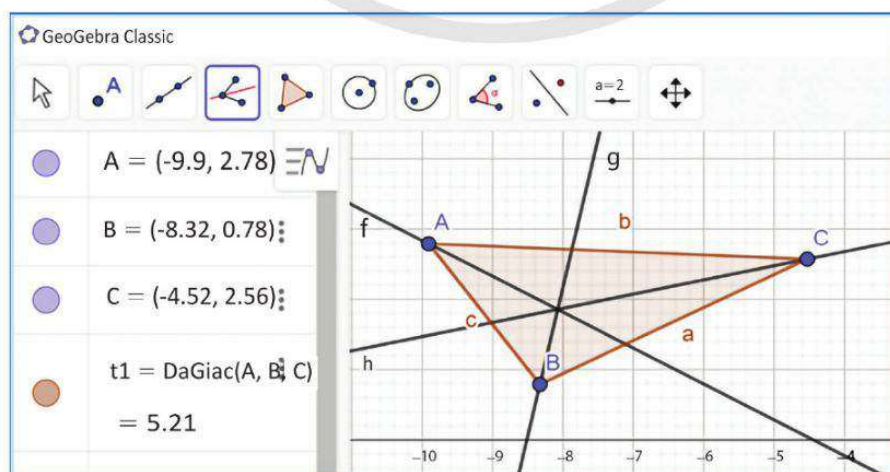 GeoGebra Classic
A
α
a=2
A = (-9.9, 2.78)
B = (-8.32, 0.78)
C = (-4.52, 2.56)
t1 = DaGiac(A, B, C)
= 5.21
g
f
A
b
C
c
a
h
B
-10 -9 -8 -7 -6 -5 -4